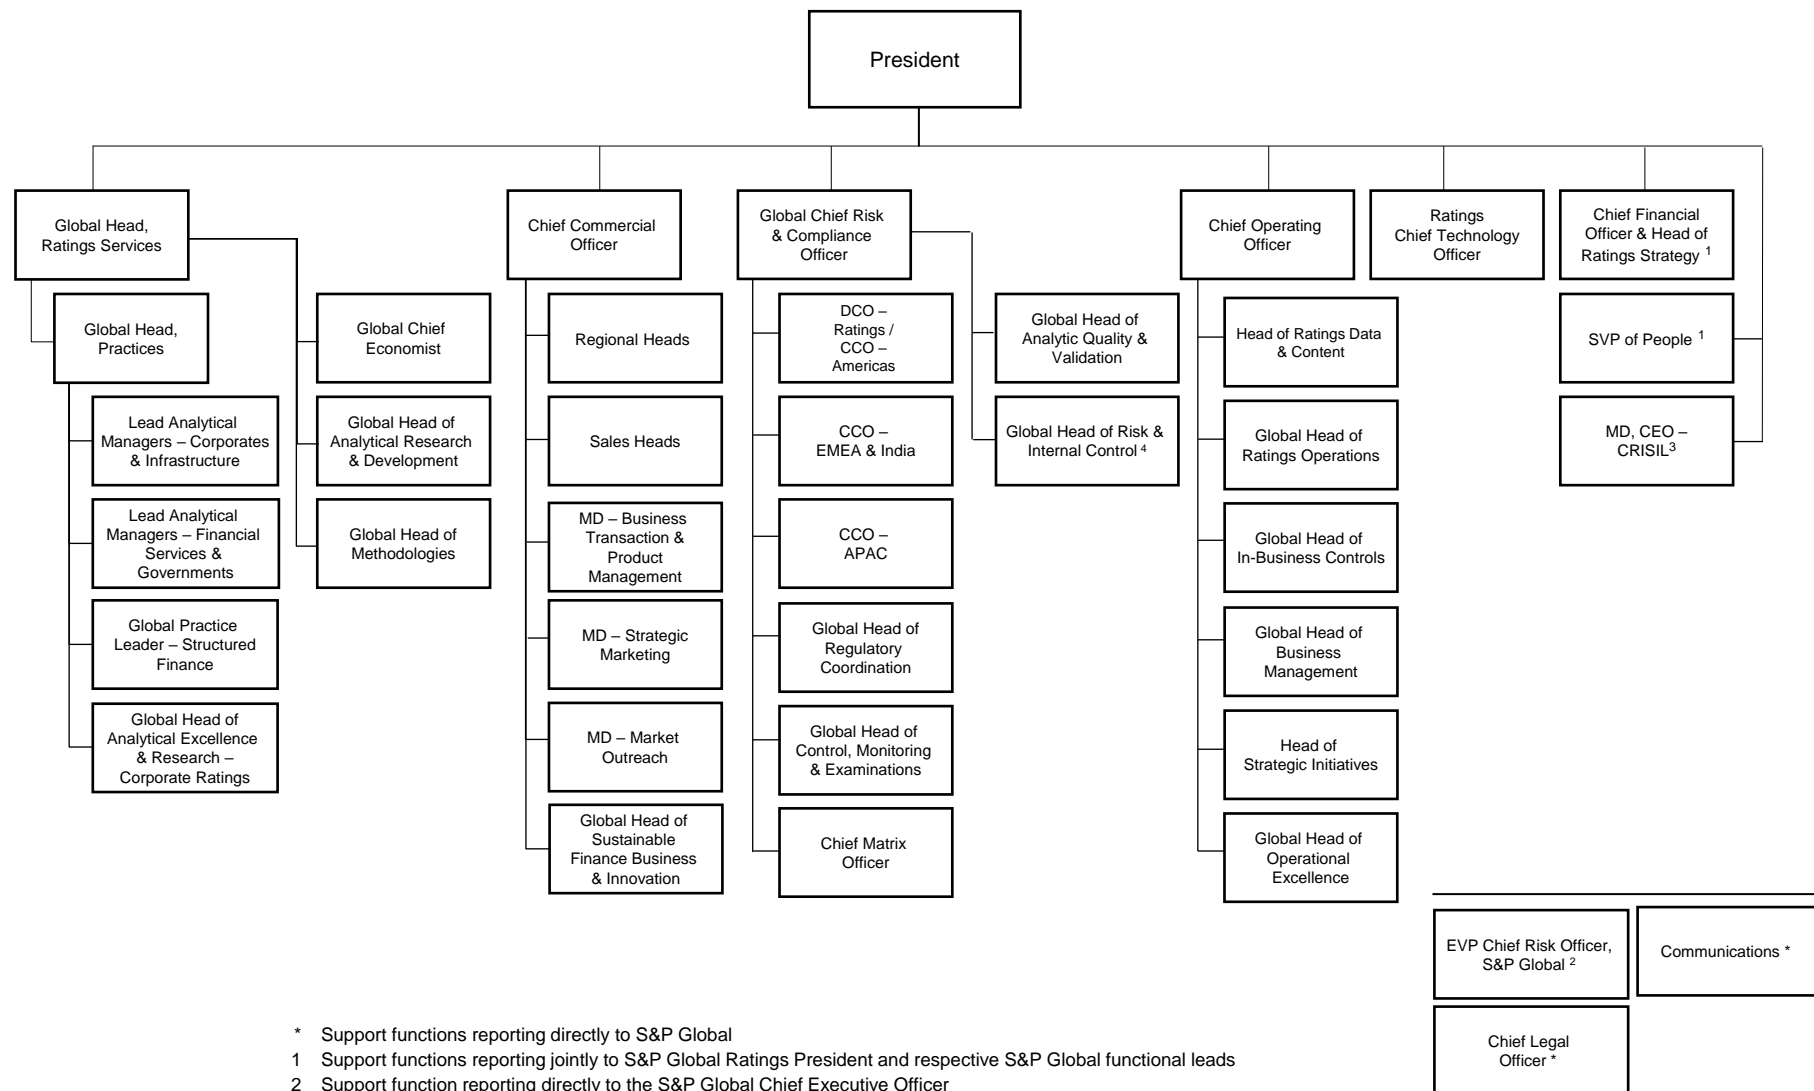 President
Global Head,
Ratings Services
Chief Commercial
Officer
Global Chief Risk
& Compliance
Officer
Chief Operating
Officer
Ratings
Chief Technology
Officer
Chief Financial
Officer & Head of
Ratings Strategy 1
Global Head,
Practices
Lead Analytical
Managers – Corporates
& Infrastructure
Lead Analytical
Managers – Financial
Services &
Governments
Global Practice
Leader – Structured
Finance
Global Head of
Analytical Excellence
& Research –
Corporate Ratings
Global Chief
Economist
Global Head of
Analytical Research
& Development
Global Head of
Methodologies
Regional Heads
Sales Heads
MD – Business
Transaction &
Product
Management
MD – Strategic
Marketing
MD – Market
Outreach
Global Head of
Sustainable
Finance Business
& Innovation
DCO –
Ratings /
CCO –
Americas
CCO –
EMEA & India
CCO –
APAC
Global Head of
Regulatory
Coordination
Global Head of
Control, Monitoring
& Examinations
Chief Matrix
Officer
Global Head of
Analytic Quality &
Validation
Global Head of Risk &
Internal Control 4
Head of Ratings Data
& Content
Global Head of
Ratings Operations
Global Head of
In-Business Controls
Global Head of
Business
Management
Head of
Strategic Initiatives
Global Head of
Operational
Excellence
SVP of People 1
MD, CEO –
CRISIL3
EVP Chief Risk Officer,
S&P Global 2
Communications *
Chief Legal
Officer *
* Support functions reporting directly to S&P Global
1 Support functions reporting jointly to S&P Global Ratings President and respective S&P Global functional leads
2 Support function reporting directly to the S&P Global Chief Executive Officer